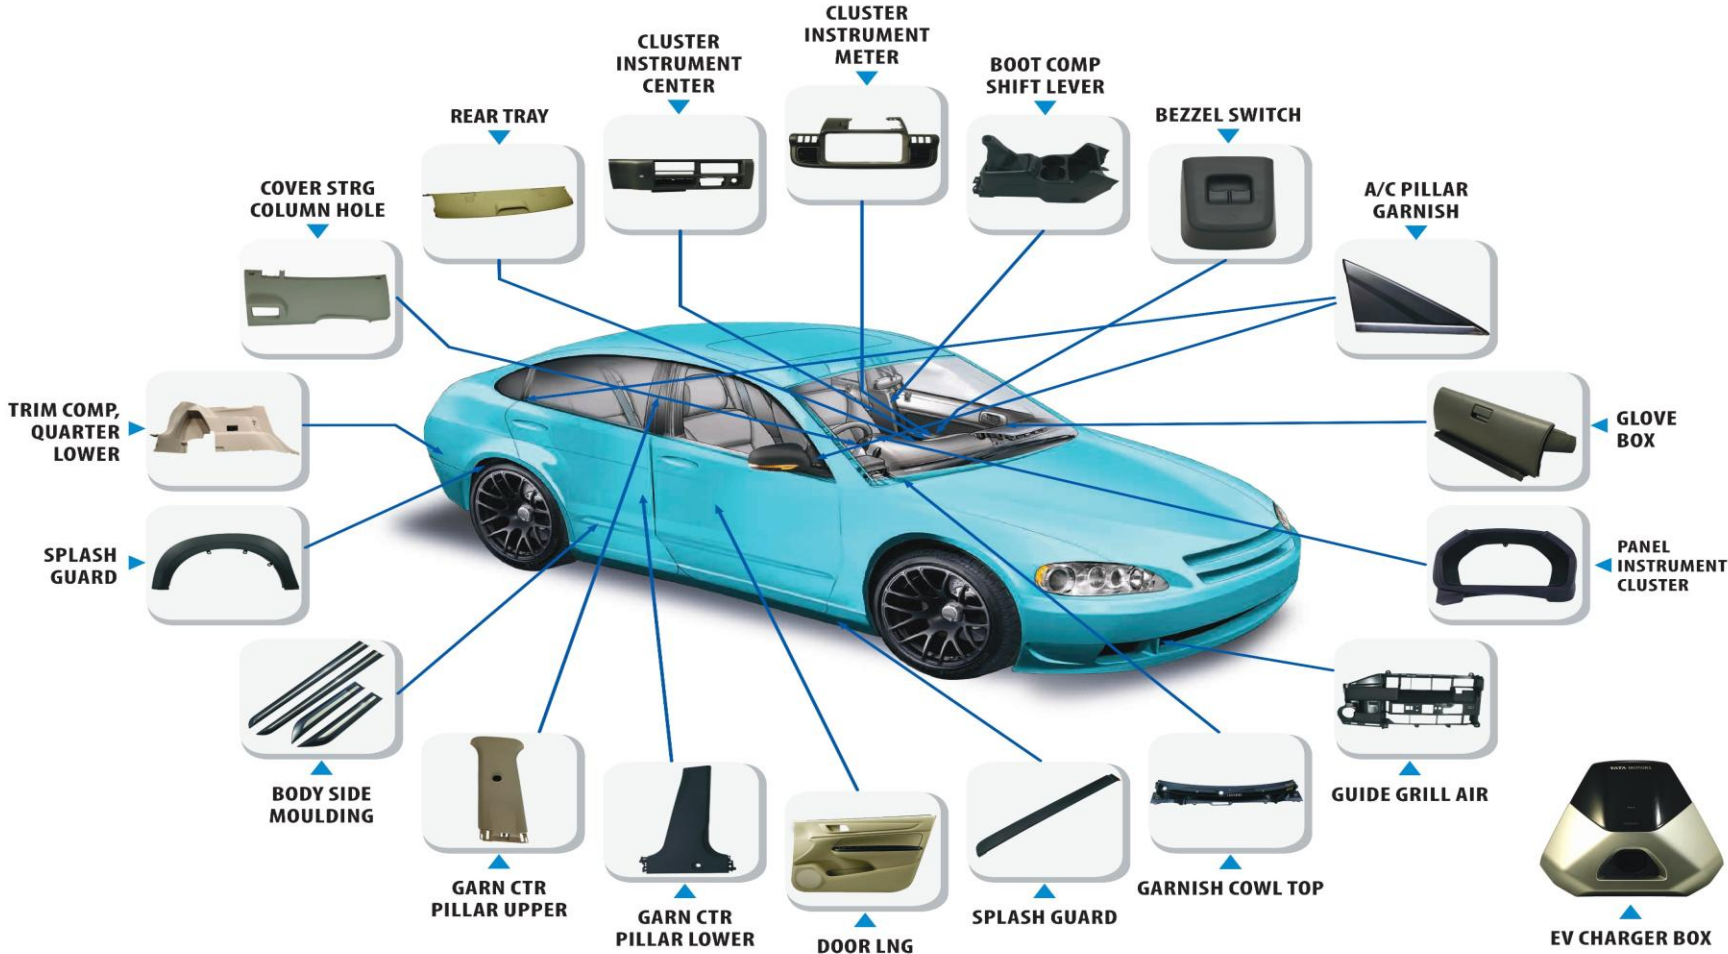 CLUSTER
INSTRUMENT
METER
CLUSTER
INSTRUMENT
CENTER
BOOT COMP
SHIFT LEVER
REAR TRAY
BEZZEL SWITCH
COVER STRG
COLUMN HOLE
A/C PILLAR
GARNISH
TRIM COMP,
QUARTER
LOWER
GLOVE
BOX
SPLASH
GUARD
PANEL
INSTRUMENT
CLUSTER
BODY SIDE
MOULDING
GUIDE GRILL AIR
TATA MOTORS
GARN CTR
PILLAR UPPER
GARN CTR
PILLAR LOWER
DOOR LNG
SPLASH GUARD
GARNISH COWL TOP
EV CHARGER BOX